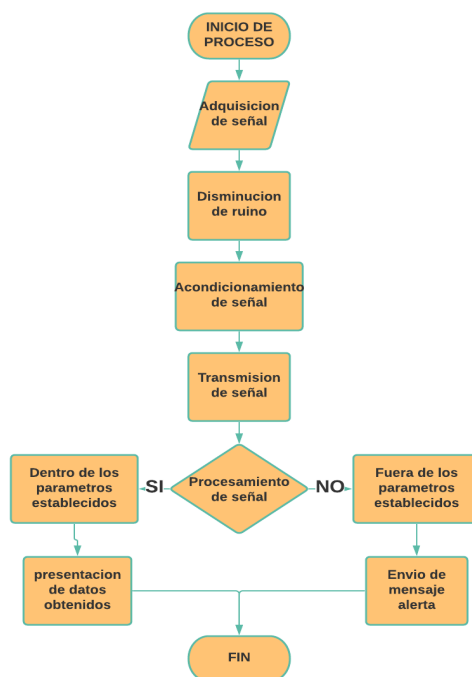 INICIO DE
PROCESO
Adquisicion
de señal
Disminucion
de ruino
Acondicionamiento
de señal
Transmision
de señal
Procesamiento
de señal
SI
NO
Dentro de los
parametros
establecidos
Fuera de los
parametros
establecidos
presentacion
de datos
obtenidos
Envio de
mensaje
alerta
FIN